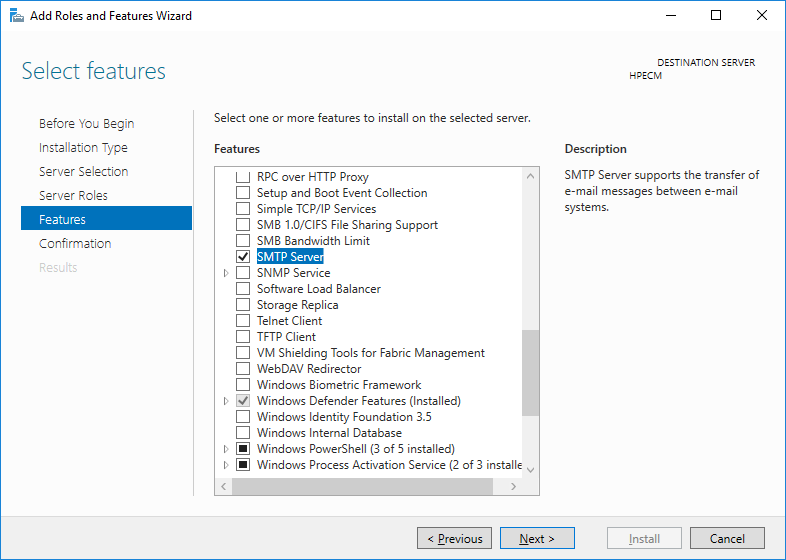 Add Roles and Features Wizard
Select features
DESTINATION SERVER
HPECM
Before You Begin
Installation Type
Server Selection
Server Roles
Features
Confirmation
Results
Select one or more features to install on the selected server.
Features
RPC over HTTP Proxy
Setup and Boot Event Collection
Simple TCP/IP Services
SMB 1.0/CIFS File Sharing Support
SMB Bandwidth Limit
SMTP Server
SNMP Service
Software Load Balancer
Storage Replica
Telnet Client
TFTP Client
VM Shielding Tools for Fabric Management
WebDAV Redirector
Windows Biometric Framework
Windows Defender Features (Installed)
Windows Identity Foundation 3.5
Windows Internal Database
Windows PowerShell (3 of 5 installed)
Windows Process Activation Service (2 of 3 installe
Description
SMTP Server supports the transfer of
e-mail messages between e-mail
systems.
< Previous
Next >
Install
Cancel